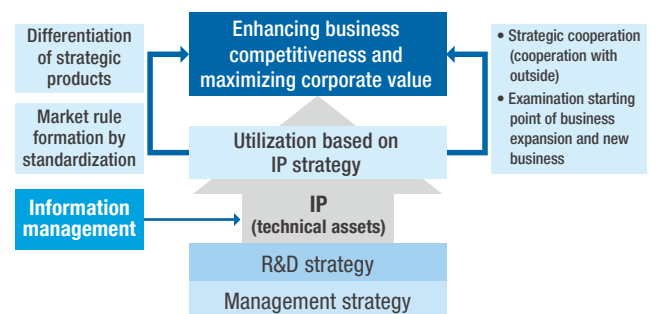 Differentiation
of strategic
products
Market rule
formation by
standardization
Information
management
Enhancing business
competitiveness and
maximizing corporate value
Utilization based on
IP strategy
IP
(technical assets)
R&D strategy
Management strategy
• Strategic cooperation
(cooperation with
outside)
• Examination starting
point of business
expansion and new
business